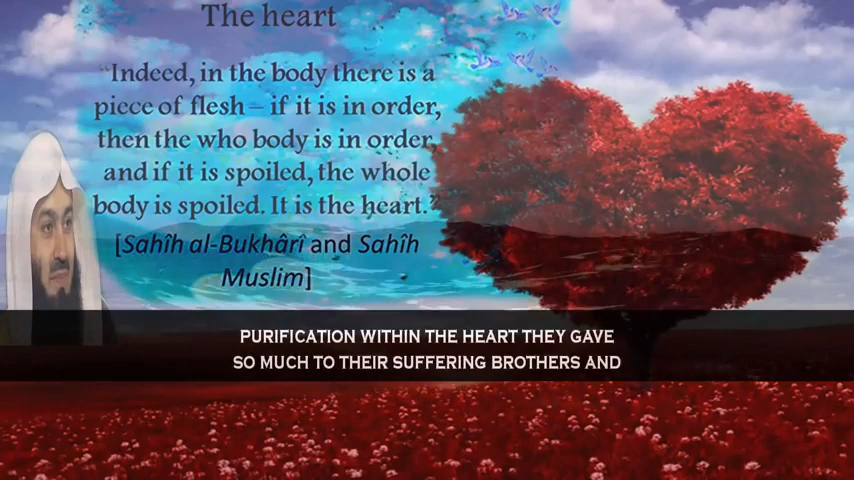 The heart
"Indeed, in the body there is a
piece of flesh – if it is in order,
then the who body is in order,
and if it is spoiled, the whole
body is spoiled. It is the heart."
[Sahîh al-Bukhârî and Sahîh
Muslim]
PURIFICATION WITHIN THE HEART THEY GAVE
SO MUCH TO THEIR SUFFERING BROTHERS AND